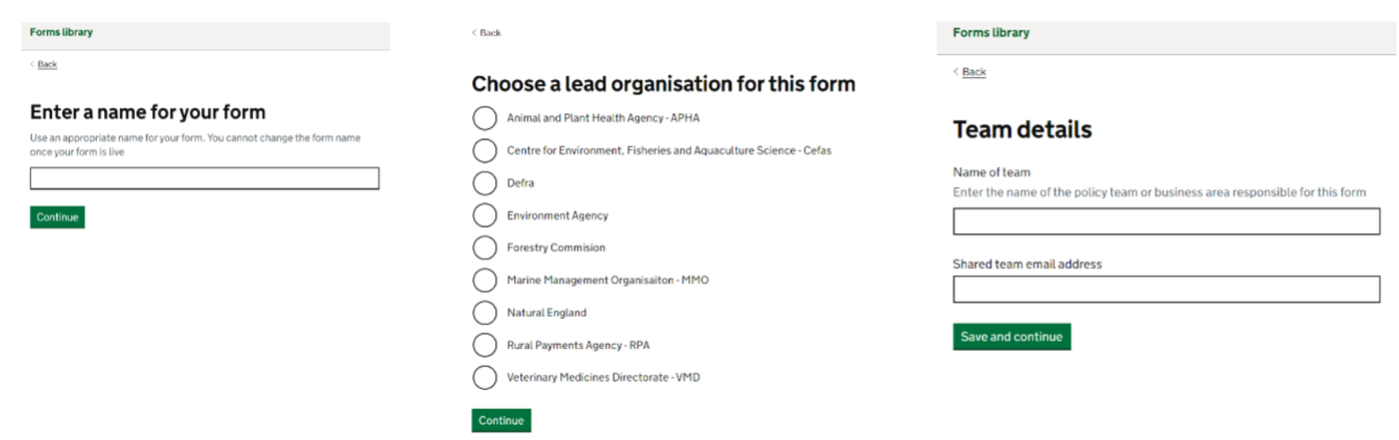 Forms library
< Back
Enter a name for your form
Use an appropriate name for your form. You cannot change the form name
once your form is live
Continue
< Back
Choose a lead organisation for this form
Animal and Plant Health Agency - APHA
Centre for Environment, Fisheries and Aquaculture Science - Cefas
Defra
Environment Agency
Forestry Commision
Marine Management Organisaiton - MMO
Natural England
Rural Payments Agency - RPA
Veterinary Medicines Directorate - VMD
Continue
Forms library
< Back
Team details
Name of team
Enter the name of the policy team or business area responsible for this form
Shared team email address
Save and continue